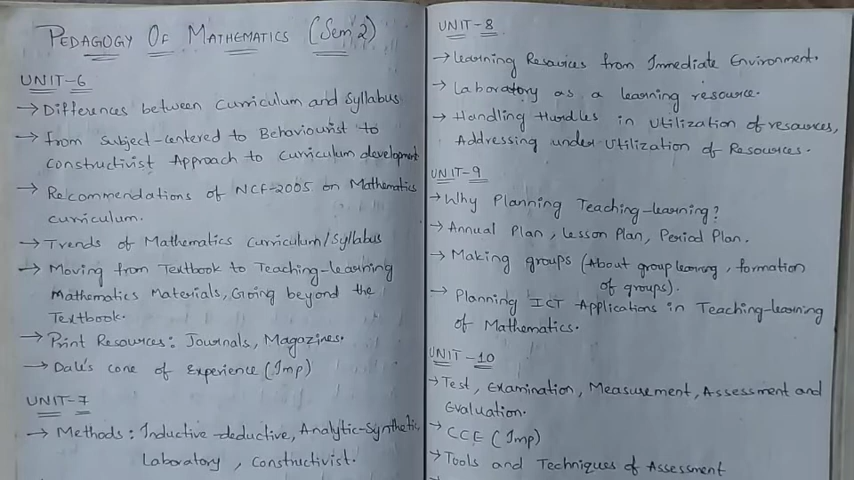 PEDAGOGY OF MATHEMATICS (Sem 2)
UNIT-6
→ Differences between Curriculum and Syllabus
→ from Subject-centered to Behaviourist to
constructivist Approach to curriculum development
→ Recommendations of NCF-2005 on Mathematics
curriculum.
→ Trends of Mathematics Curriculum/Syllabus
→ Moving from Textbook to Teaching-Learning
Mathematics Materials, Going beyond the
Textbook.
→ Print Resources: Journals, Magazines.
→ Dale's cone of Experience (Imp)
UNIT-7
→ Methods: Inductive-deductive, Analytic-Synthetic,
Laboratory, Constructivist.
UNIT-8
→ Learning Resources from Immediate Environment.
→ Laboratory as a learning resource.
→ Handling Hurdles in Utilization of resources,
Addressing under Utilization of Resources.
UNIT-9
→ Why Planning Teaching-learning?
→ Annual Plan, Lesson Plan, Period Plan.
→ Making groups (About group learning, formation
of groups).
→ Planning ICT Applications in Teaching-learning
of Mathematics.
UNIT-10
→ Test, Examination, Measurement, Assessment and
Evaluation.
→ CCE (Imp)
→ Tools and Techniques of Assessment